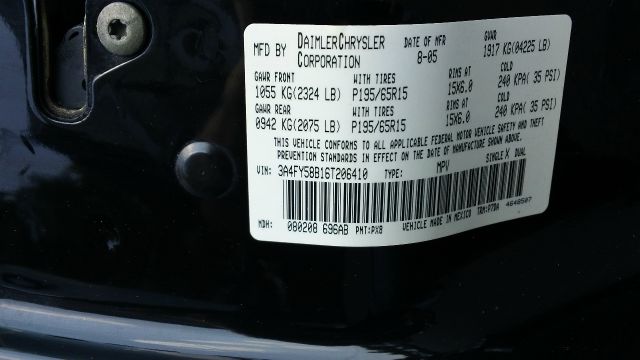 MFD BY DAIMLERCHRYSLER CORPORATION DATE OF MFR 8-05 GVWR 1917 KG(04225 LB)
GAWR FRONT WITH TIRES RIMS AT COLD
1055 KG(2324 LB) P195/65R15 15X6.0 240 KPA( 35 PSI)
GAWR REAR WITH TIRES RIMS AT COLD
0942 KG(2075 LB) P195/65R15 15X6.0 240 KPA( 35 PSI)
THIS VEHICLE CONFORMS TO ALL APPLICABLE FEDERAL MOTOR VEHICLE SAFETY AND THEFT
PREVENTION STANDARDS IN EFFECT ON THE DATE OF MANUFACTURE SHOWN ABOVE.
VIN: 3A4FY58B16T206410 TYPE: MPV SINGLE X DUAL
MDH: 080208 696AB PNT:PXB VEHICLE MADE IN MEXICO TRM:P7DA 4648507